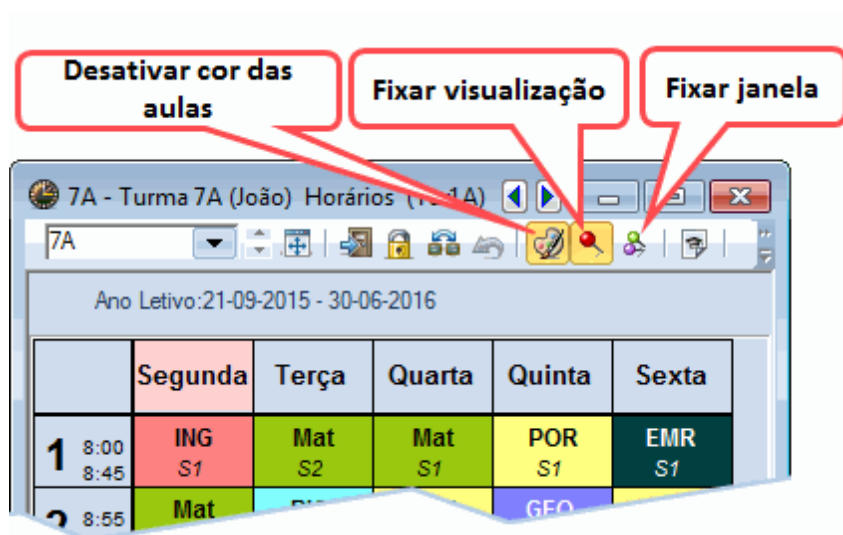 Desativar cor das
aulas
Fixar visualização
Fixar janela
7A - Turma 7A (João) Horários
7A
Ano Letivo:21-09-2015 - 30-06-2016
Segunda Terça Quarta Quinta Sexta
1 8:00 ING Mat Mat POR EMR
8:45 S1 S2 S1 S1 S1
2 8:55 Mat GEO